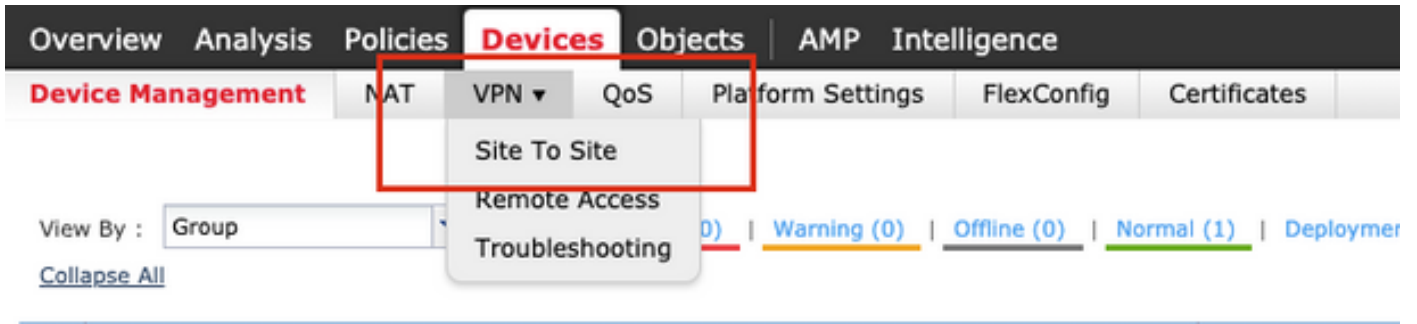 Overview Analysis Policies Devices Objects AMP Intelligence
Device Management NAT VPN ▾ QoS Platform Settings FlexConfig Certificates
Site To Site
Remote Access
View By : Group 0) | Warning (0) | Offline (0) | Normal (1) |
Troubleshooting
Collapse All